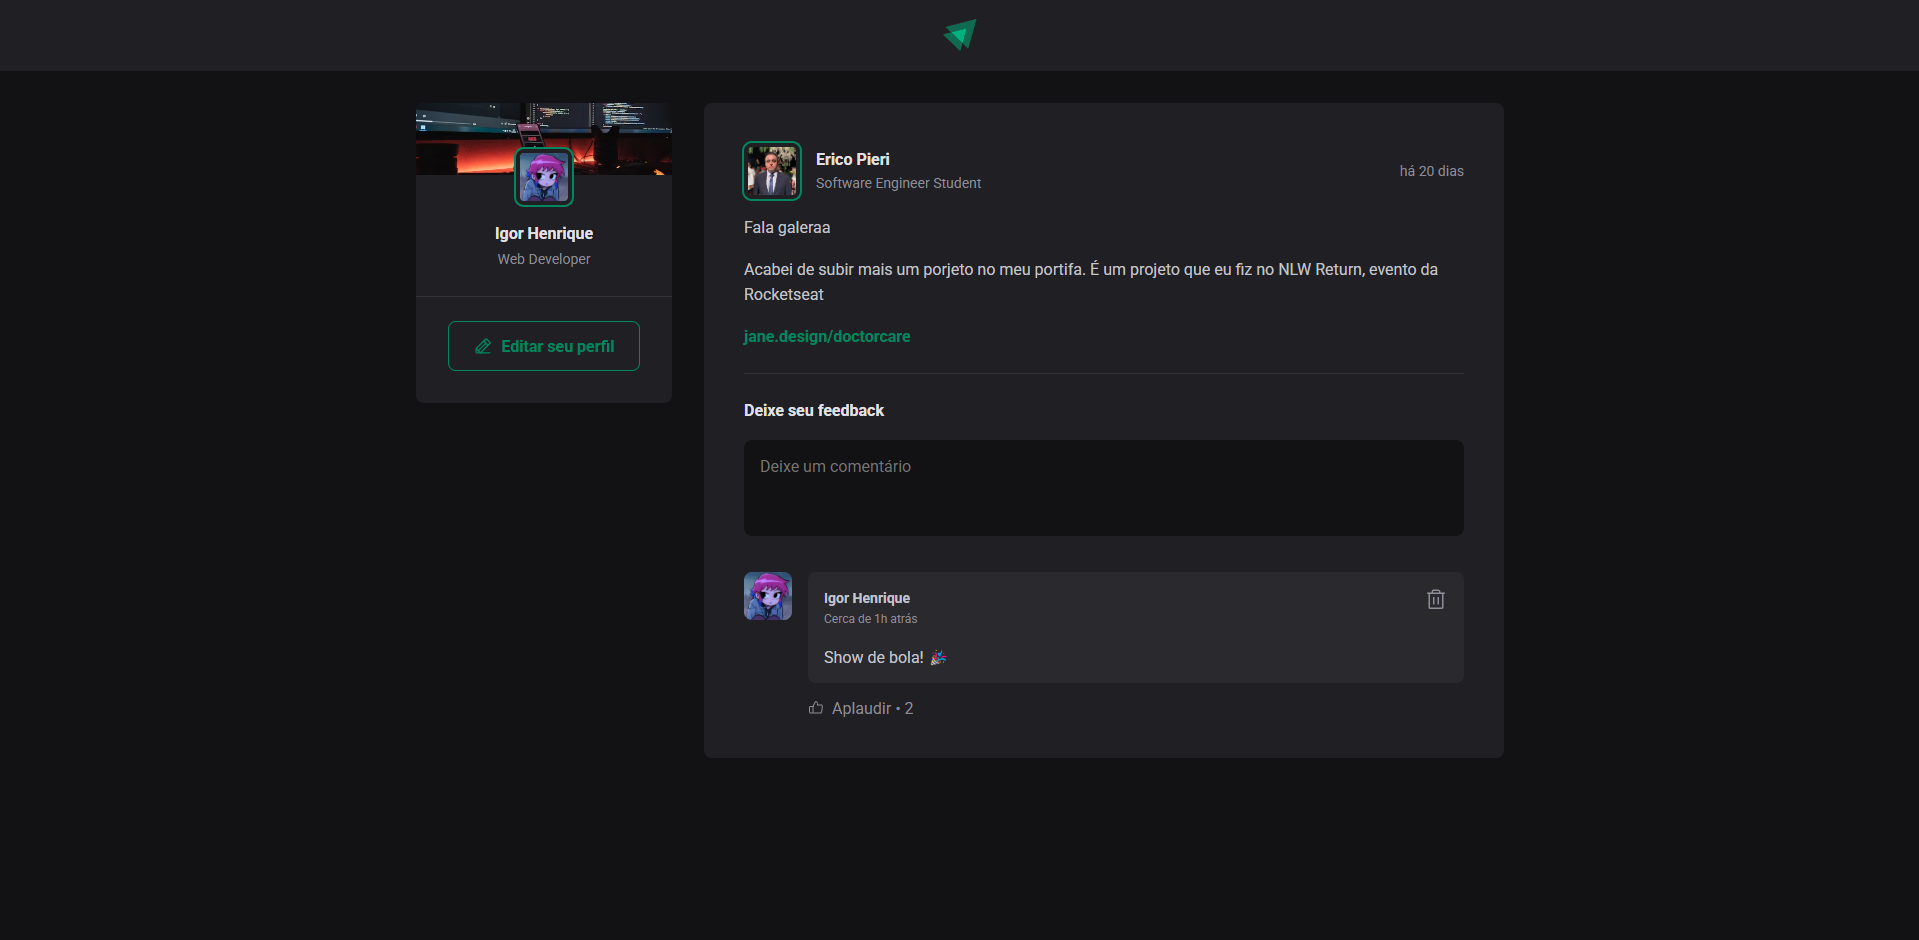 Igor Henrique
Web Developer
Editar seu perfil
Erico Pieri
Software Engineer Student
há 20 dias
Fala galeraa
Acabei de subir mais um porjeto no meu portifa. É um projeto que eu fiz no NLW Return, evento da
Rocketseat
jane.design/doctorcare
Deixe seu feedback
Deixe um comentário
Igor Henrique
Cerca de 1h atrás
Show de bola! 🎉
Aplaudir • 2